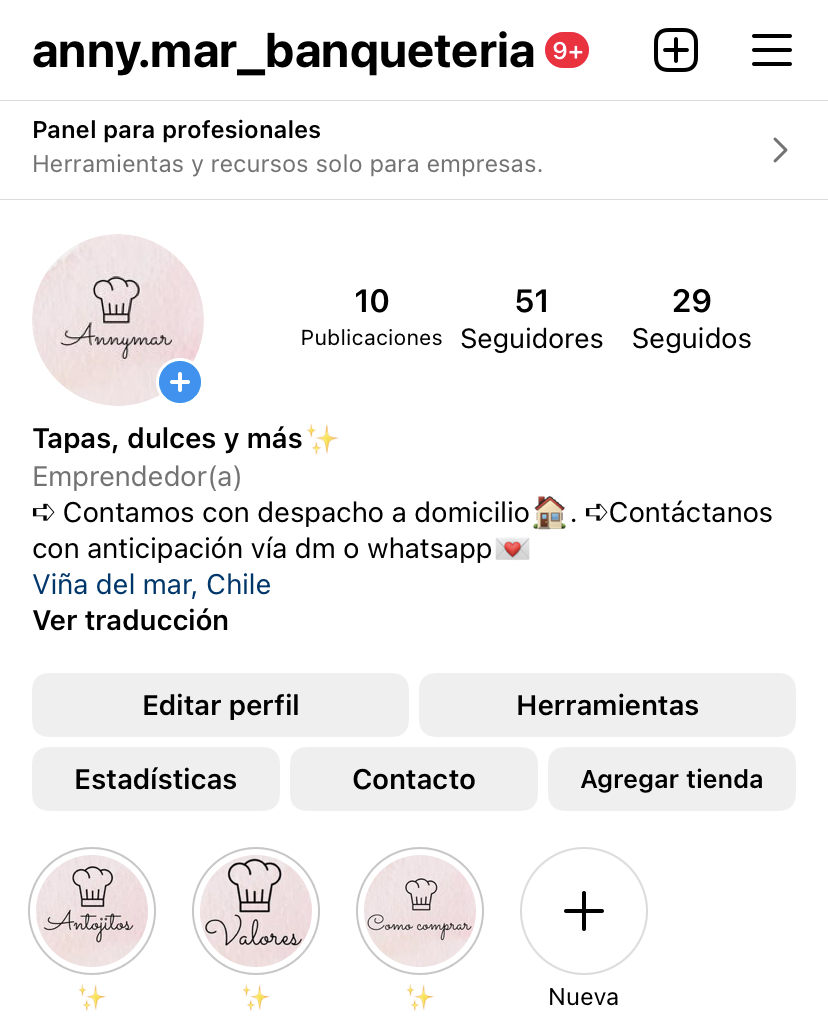 anny.mar_banqueteria 9+
Panel para profesionales
Herramientas y recursos solo para empresas.
Annymar
10 51 29
Publicaciones Seguidores Seguidos
Tapas, dulces y más✨
Emprendedor(a)
➪ Contamos con despacho a domicilio🏠. ➪Contáctanos
con anticipación vía dm o whatsapp💌
Viña del mar, Chile
Ver traducción
Editar perfil Herramientas
Estadísticas Contacto Agregar tienda
Antojitos Valores Como comprar
✨ ✨ ✨ Nueva